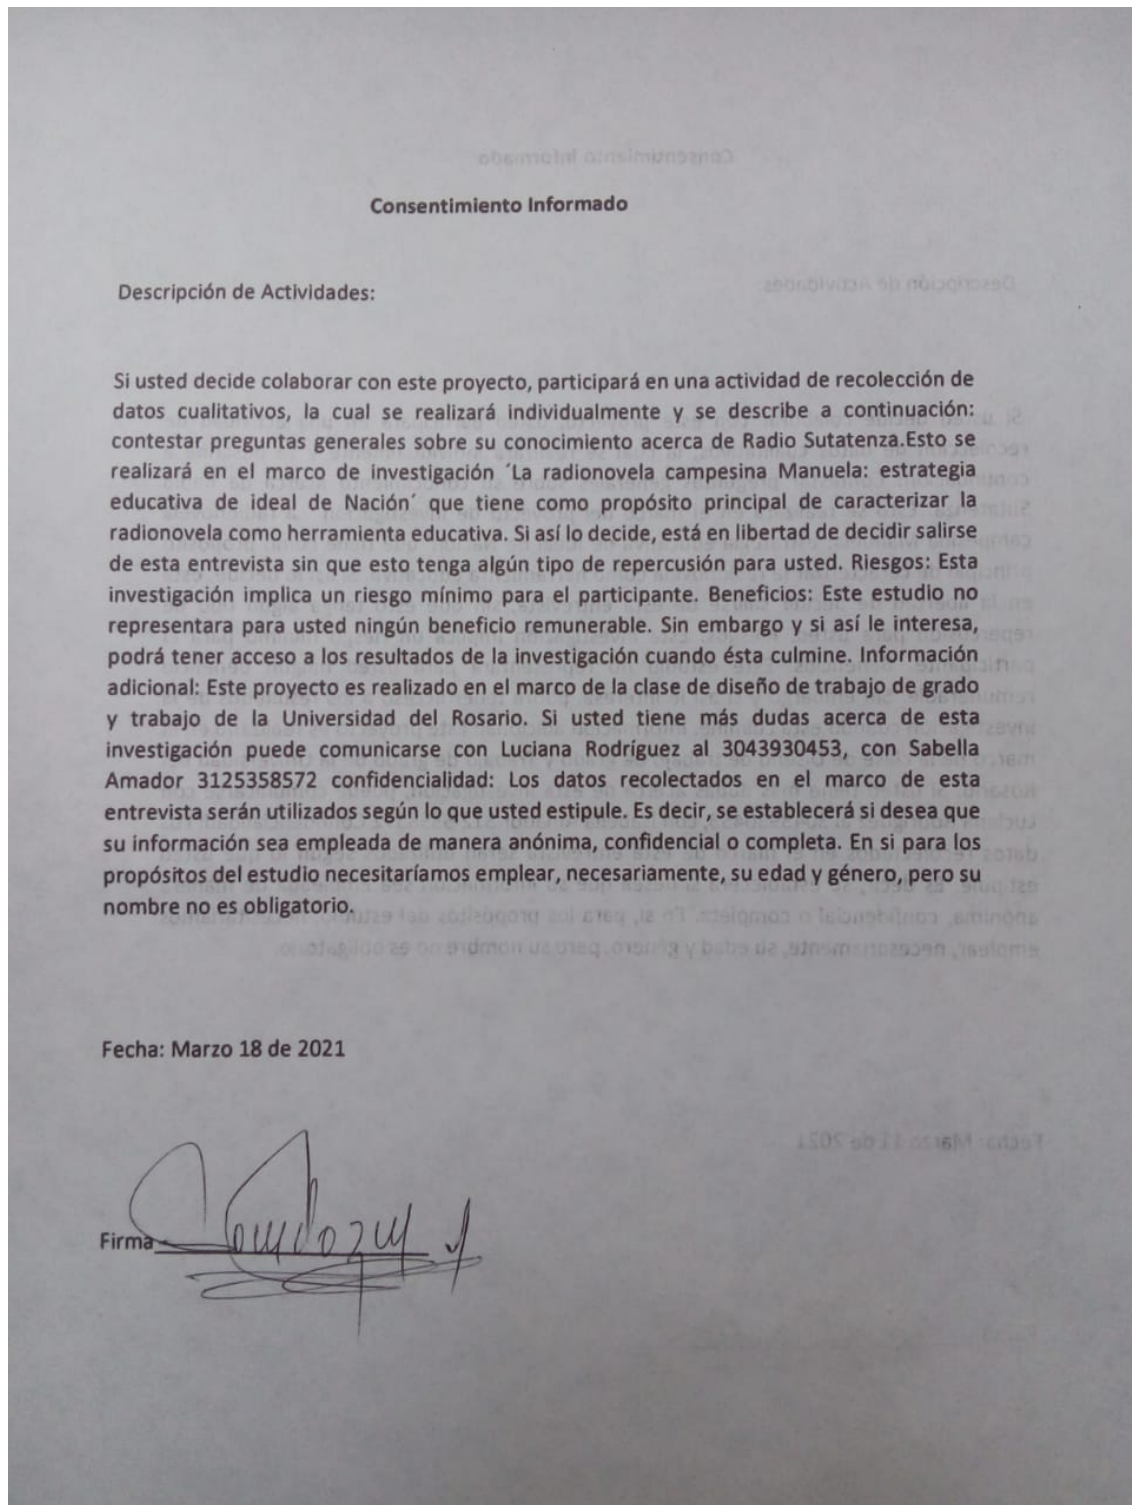 Consentimiento Informado
Descripción de Actividades:
Si usted decide colaborar con este proyecto, participará en una actividad de recolección de
datos cualitativos, la cual se realizará individualmente y se describe a continuación:
contestar preguntas generales sobre su conocimiento acerca de Radio Sutatenza.Esto se
realizará en el marco de investigación ´La radionovela campesina Manuela: estrategia
educativa de ideal de Nación´ que tiene como propósito principal de caracterizar la
radionovela como herramienta educativa. Si así lo decide, está en libertad de decidir salirse
de esta entrevista sin que esto tenga algún tipo de repercusión para usted. Riesgos: Esta
investigación implica un riesgo mínimo para el participante. Beneficios: Este estudio no
representara para usted ningún beneficio remunerable. Sin embargo y si así le interesa,
podrá tener acceso a los resultados de la investigación cuando ésta culmine. Información
adicional: Este proyecto es realizado en el marco de la clase de diseño de trabajo de grado
y trabajo de la Universidad del Rosario. Si usted tiene más dudas acerca de esta
investigación puede comunicarse con Luciana Rodríguez al 3043930453, con Sabella
Amador 3125358572 confidencialidad: Los datos recolectados en el marco de esta
entrevista serán utilizados según lo que usted estipule. Es decir, se establecerá si desea que
su información sea empleada de manera anónima, confidencial o completa. En si para los
propósitos del estudio necesitaríamos emplear, necesariamente, su edad y género, pero su
nombre no es obligatorio.
Fecha: Marzo 18 de 2021
Firma